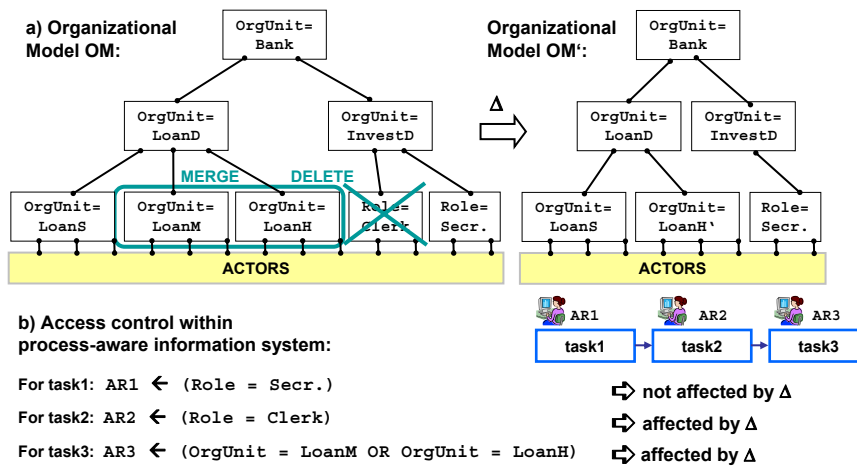 a) Organizational
Model OM:
OrgUnit=
Bank
OrgUnit=
LoanD
OrgUnit=
InvestD
MERGE
DELETE
OrgUnit=
LoanS
OrgUnit=
LoanM
OrgUnit=
LoanH
Role=
Clerk
Role=
Secr.
ACTORS
Δ
Organizational
Model OM‘:
OrgUnit=
Bank
OrgUnit=
LoanD
OrgUnit=
InvestD
OrgUnit=
LoanS
OrgUnit=
LoanH‘
Role=
Secr.
ACTORS
b) Access control within
process-aware information system:
AR1
AR2
AR3
task1
task2
task3
For task1: AR1 ← (Role = Secr.)
⇨ not affected by Δ
For task2: AR2 ← (Role = Clerk)
⇨ affected by Δ
For task3: AR3 ← (OrgUnit = LoanM OR OrgUnit = LoanH)
⇨ affected by Δ